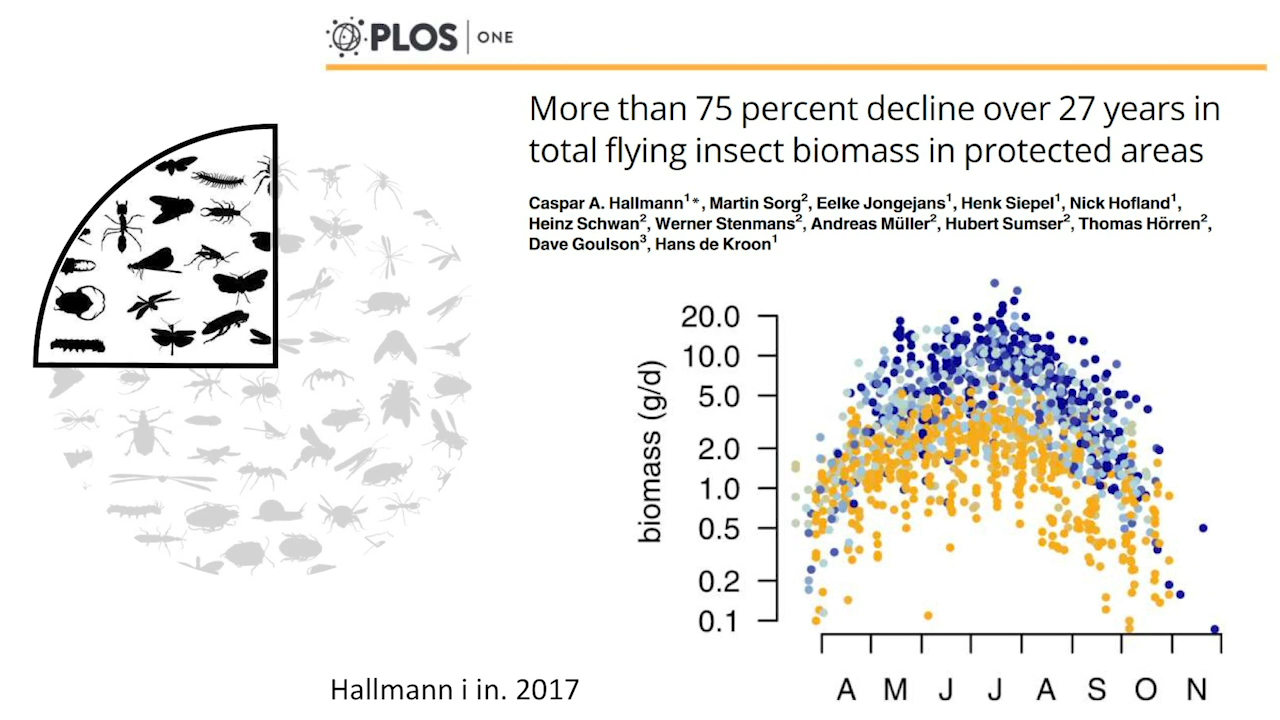 PLOS ONE
More than 75 percent decline over 27 years in
total flying insect biomass in protected areas
Caspar A. Hallmann1*, Martin Sorg2, Eelke Jongejans1, Henk Siepel1, Nick Hofland1,
Heinz Schwan2, Werner Stenmans2, Andreas Müller2, Hubert Sumser2, Thomas Hörren2,
Dave Goulson3, Hans de Kroon1
biomass (g/d)
20.0
10.0
5.0
2.0
1.0
0.5
0.2
0.1
A M J J A S O N
Hallmann i in. 2017